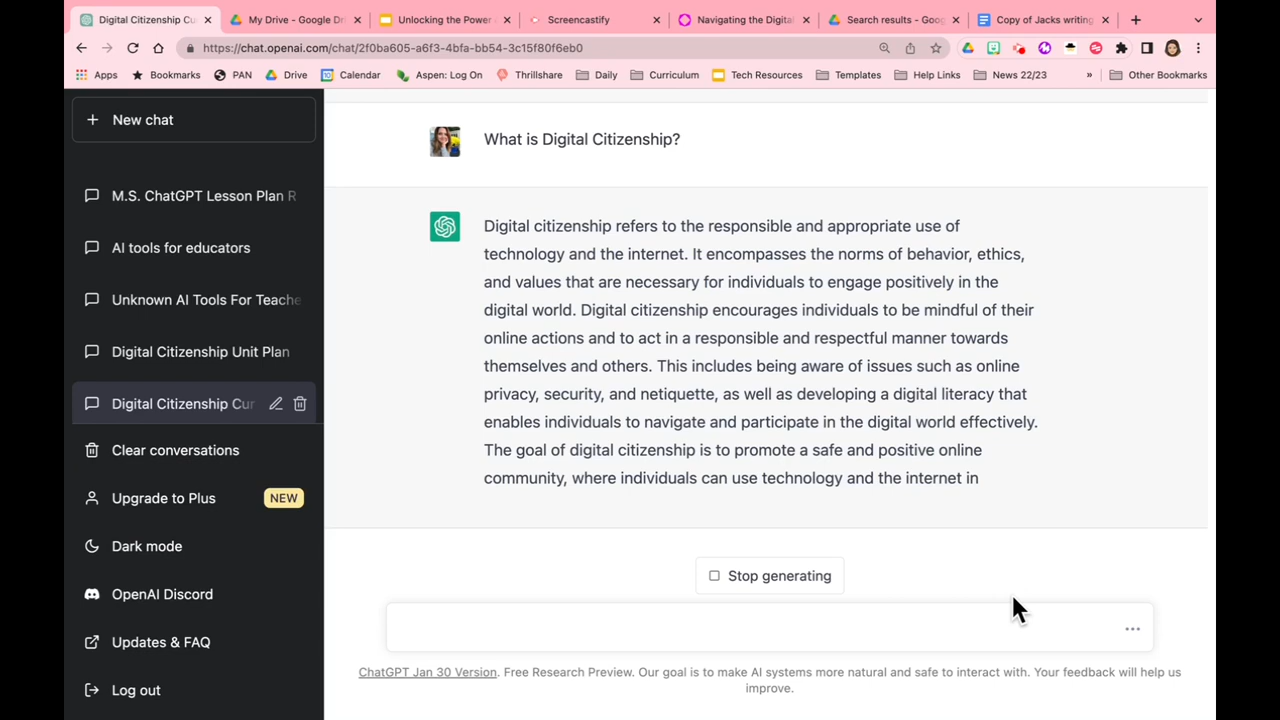 Digital Citizenship Cu
My Drive - Google Dri
Unlocking the Power
Screencastify
Navigating the Digital
Search results - Goo
Copy of Jacks writing
https://chat.openai.com/chat/2f0ba605-a6f3-4bfa-bb54-3c15f80f6eb0
Apps
Bookmarks
PAN
Drive
Calendar
Aspen: Log On
Thrillshare
Daily
Curriculum
Tech Resources
Templates
Help Links
News 22/23
»
Other Bookmarks
New chat
M.S. ChatGPT Lesson Plan R
AI tools for educators
Unknown AI Tools For Teache
Digital Citizenship Unit Plan
Digital Citizenship Cur
Clear conversations
Upgrade to Plus
NEW
Dark mode
OpenAI Discord
Updates & FAQ
Log out
What is Digital Citizenship?
Digital citizenship refers to the responsible and appropriate use of
technology and the internet. It encompasses the norms of behavior, ethics,
and values that are necessary for individuals to engage positively in the
digital world. Digital citizenship encourages individuals to be mindful of their
online actions and to act in a responsible and respectful manner towards
themselves and others. This includes being aware of issues such as online
privacy, security, and netiquette, as well as developing a digital literacy that
enables individuals to navigate and participate in the digital world effectively.
The goal of digital citizenship is to promote a safe and positive online
community, where individuals can use technology and the internet in
Stop generating
ChatGPT Jan 30 Version. Free Research Preview. Our goal is to make AI systems more natural and safe to interact with. Your feedback will help us
improve.